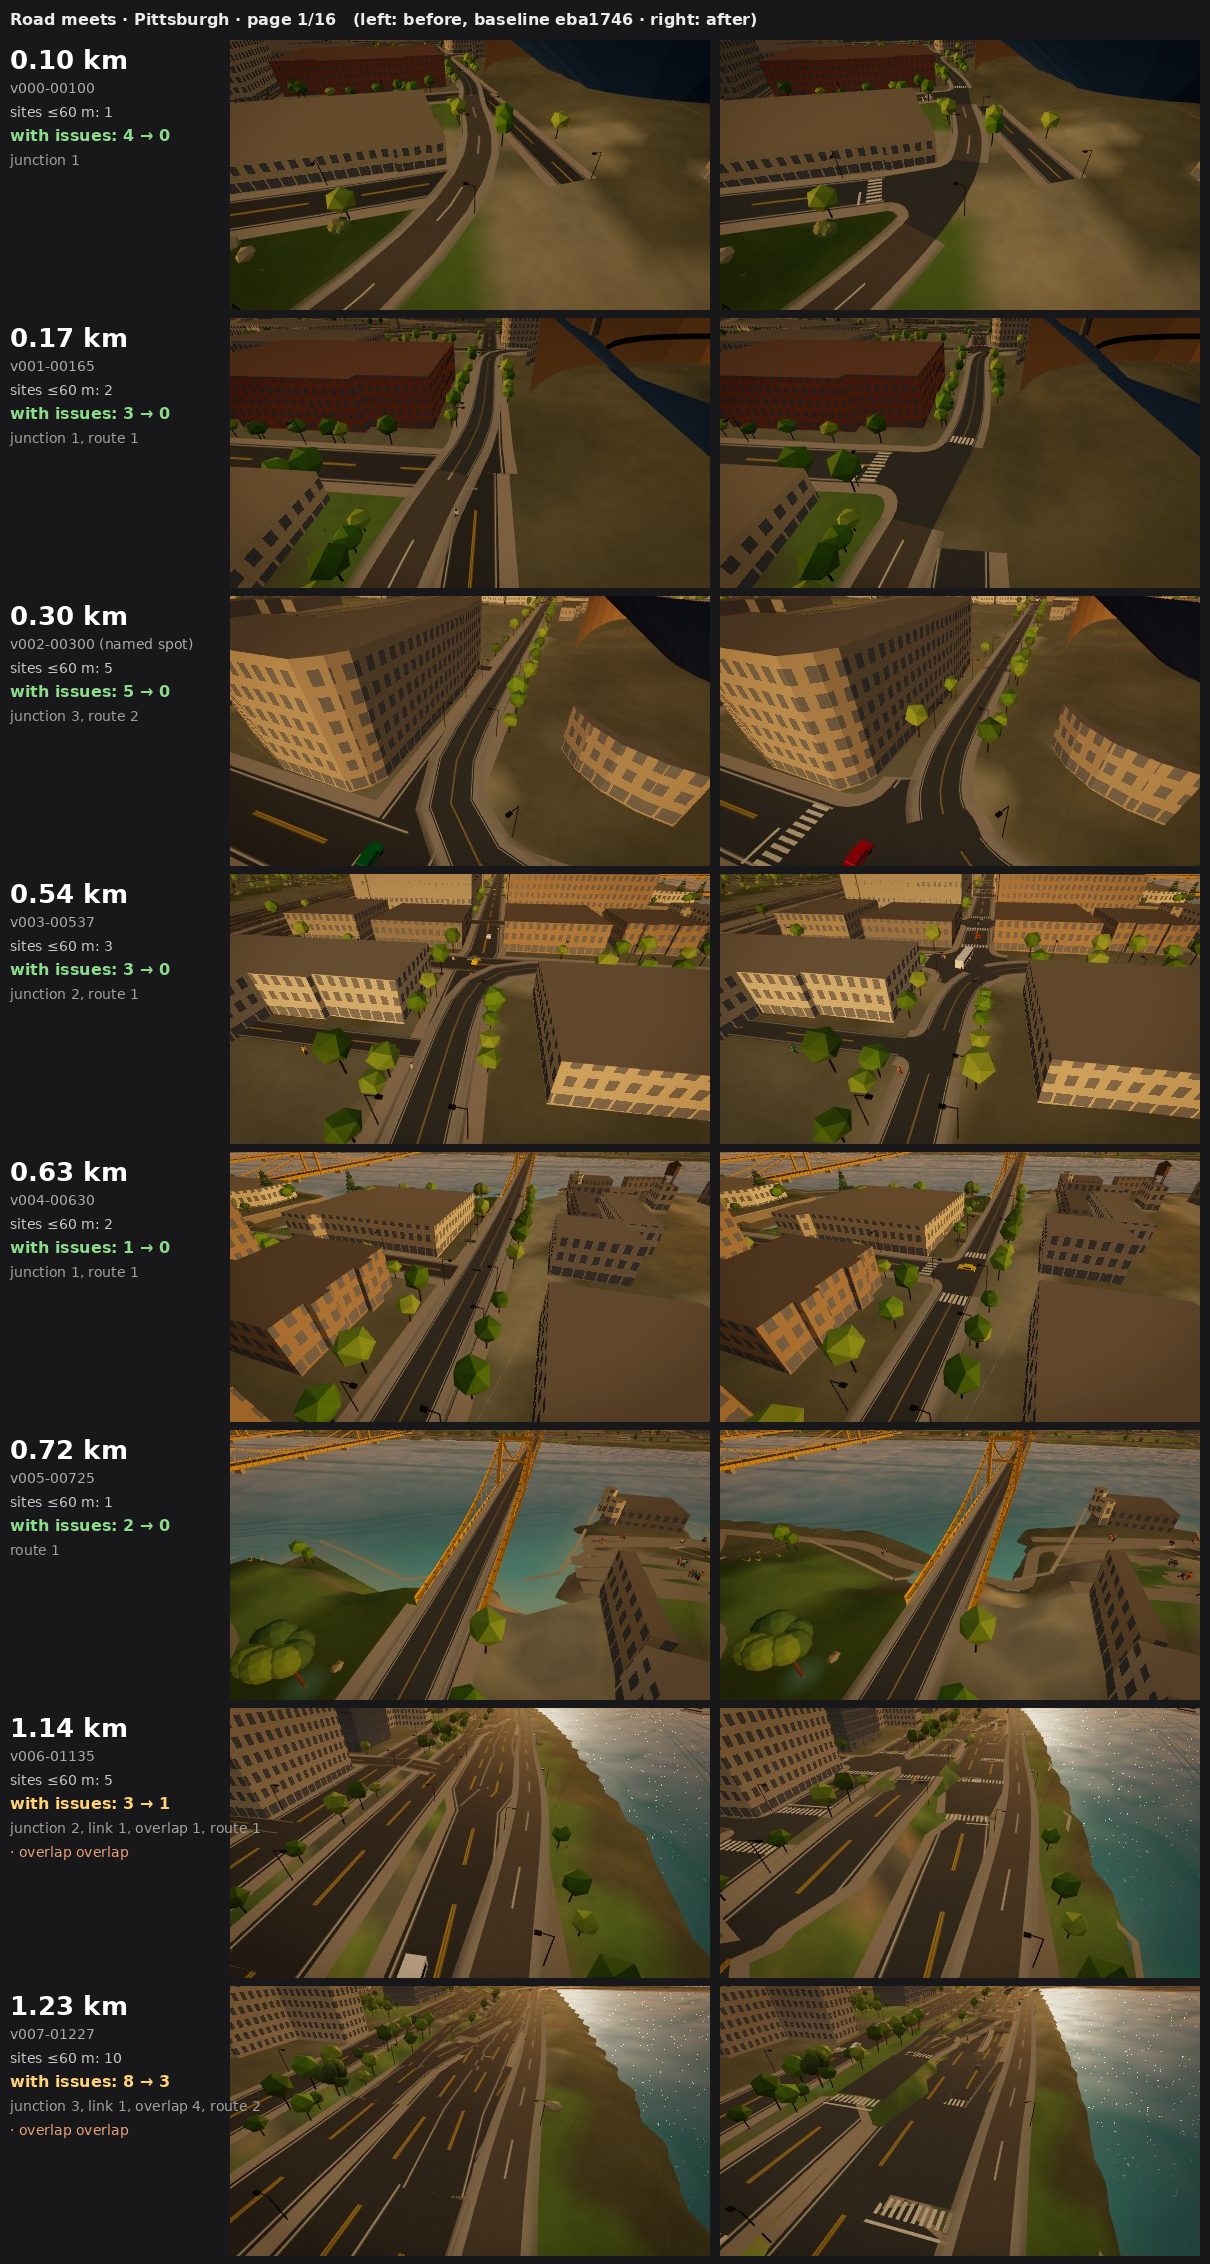 Road meets · Pittsburgh · page 1/16 (left: before, baseline eba1746 · right: after)
0.10 km
v000-00100
sites ≤60 m: 1
with issues: 4 → 0
junction 1
0.17 km
v001-00165
sites ≤60 m: 2
with issues: 3 → 0
junction 1, route 1
0.30 km
v002-00300 (named spot)
sites ≤60 m: 5
with issues: 5 → 0
junction 3, route 2
0.54 km
v003-00537
sites ≤60 m: 3
with issues: 3 → 0
junction 2, route 1
0.63 km
v004-00630
sites ≤60 m: 2
with issues: 1 → 0
junction 1, route 1
0.72 km
v005-00725
sites ≤60 m: 1
with issues: 2 → 0
route 1
1.14 km
v006-01135
sites ≤60 m: 5
with issues: 3 → 1
junction 2, link 1, overlap 1, route 1
· overlap overlap
1.23 km
v007-01227
sites ≤60 m: 10
with issues: 8 → 3
junction 3, link 1, overlap 4, route 2
· overlap overlap